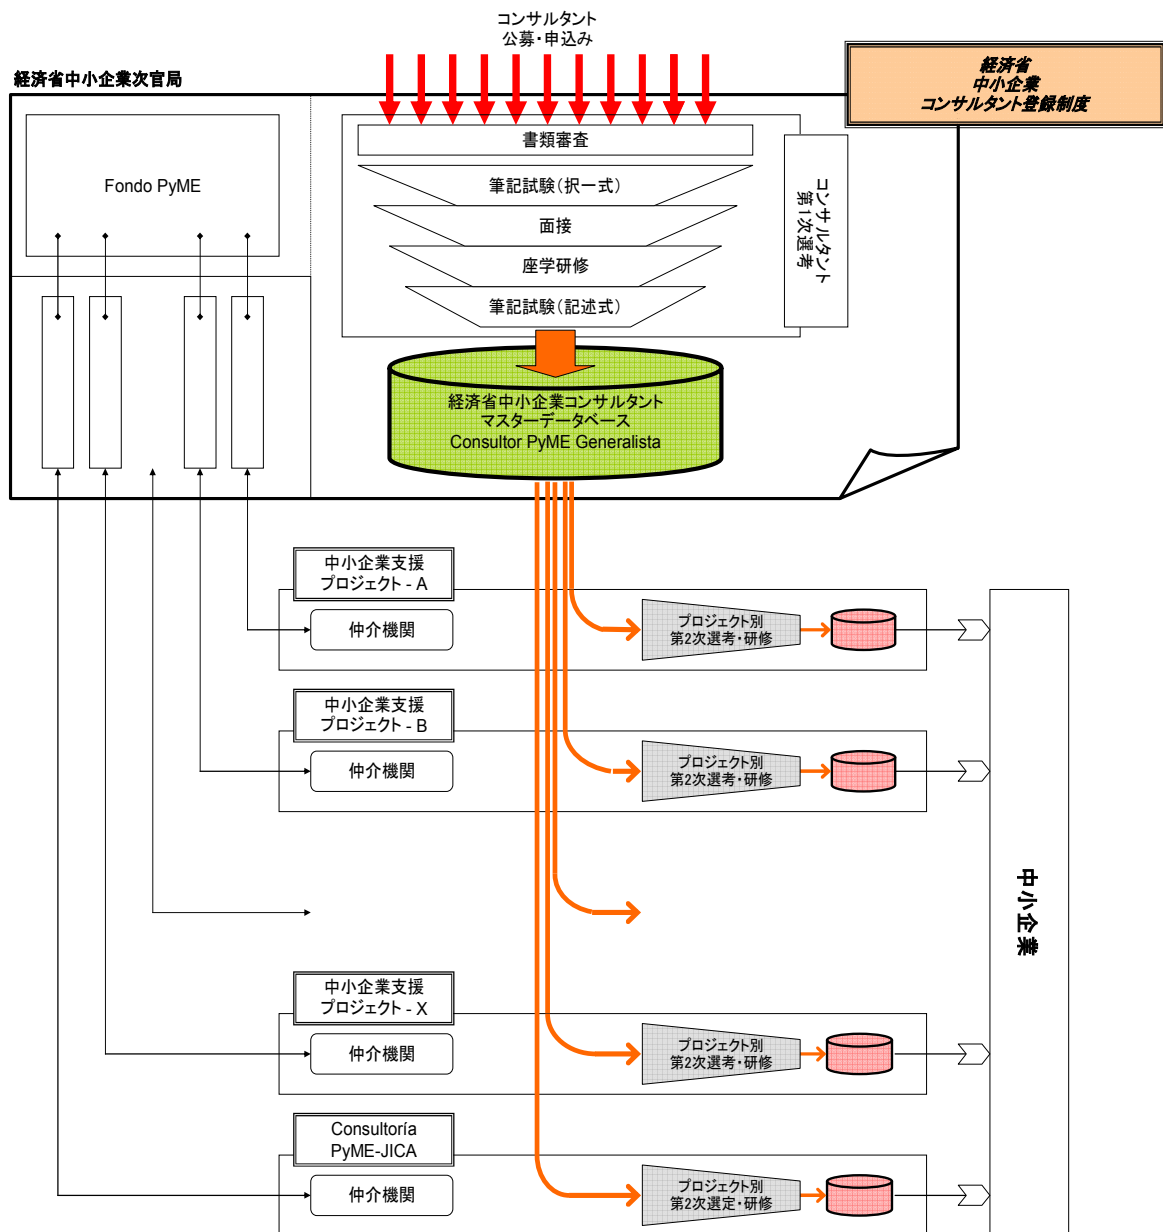 コンサルタント
公募・申込み
経済省
中小企業
コンサルタント登録制度
経済省中小企業次官局
Fondo PyME
書類審査
筆記試験(択一式)
面接
座学研修
筆記試験(記述式)
コンサルタント
第1次選考
経済省中小企業コンサルタント
マスターデータベース
Consultor PyME Generalista
中小企業支援
プロジェクト - A
仲介機関
プロジェクト別
第2次選考・研修
中小企業支援
プロジェクト - B
仲介機関
プロジェクト別
第2次選考・研修
中小企業
中小企業支援
プロジェクト - X
仲介機関
プロジェクト別
第2次選考・研修
Consultoría
PyME-JICA
仲介機関
プロジェクト別
第2次選定・研修